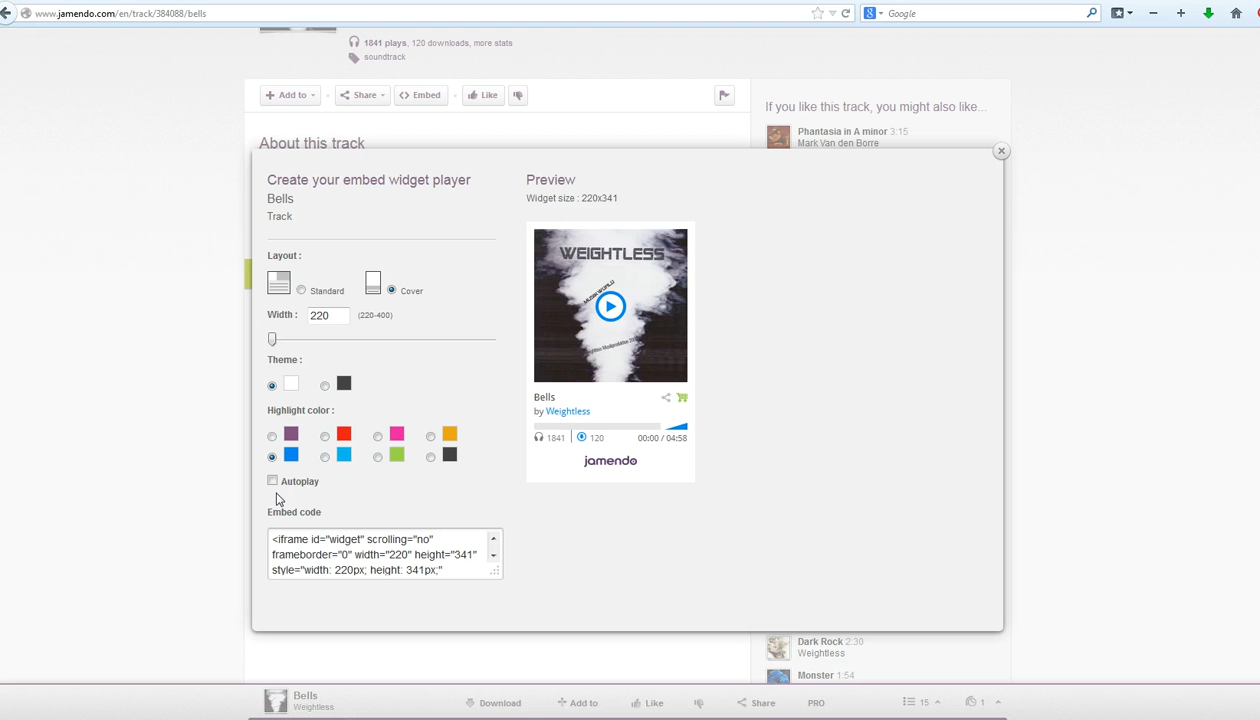 www.jamendo.com/en/track/384088/bells
Google
1841 plays, 120 downloads, more stats
soundtrack
Add to
Share
Embed
Like
If you like this track, you might also like...
Phantasia in A minor 3:15
Mark Van den Borre
About this track
Create your embed widget player
Bells
Track
Layout :
Standard
Cover
Width :
220
(220-400)
Theme :
Highlight color :
Autoplay
Embed code
<iframe id="widget" scrolling="no"
frameborder="0" width="220" height="341"
style="width: 220px; height: 341px;"
Preview
Widget size : 220x341
WEIGHTLESS
MUSIK WORLD
Bells
by Weightless
1841
120
00:00 / 04:58
jamendo
Dark Rock 2:30
Weightless
Monster 1:54
Bells
Weightless
Download
Add to
Like
Share
PRO
15
1